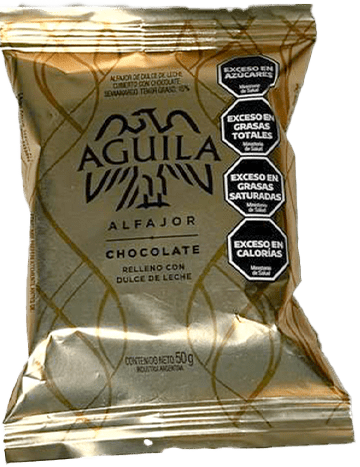 ALFAJOR DE DULCE DE LECHE
CUBIERTO CON CHOCOLATE
SEMIAMARGO. TENOR GRASO: 10%
AGUILA
ALFAJOR
CHOCOLATE
RELLENO CON
DULCE DE LECHE
CONTENIDO NETO 50g
INDUSTRIA ARGENTINA
EXCESO EN
AZÚCARES
Ministerio
de Salud
EXCESO EN
GRASAS
TOTALES
Ministerio
de Salud
EXCESO EN
GRASAS
SATURADAS
Ministerio
de Salud
EXCESO EN
CALORÍAS
Ministerio
de Salud